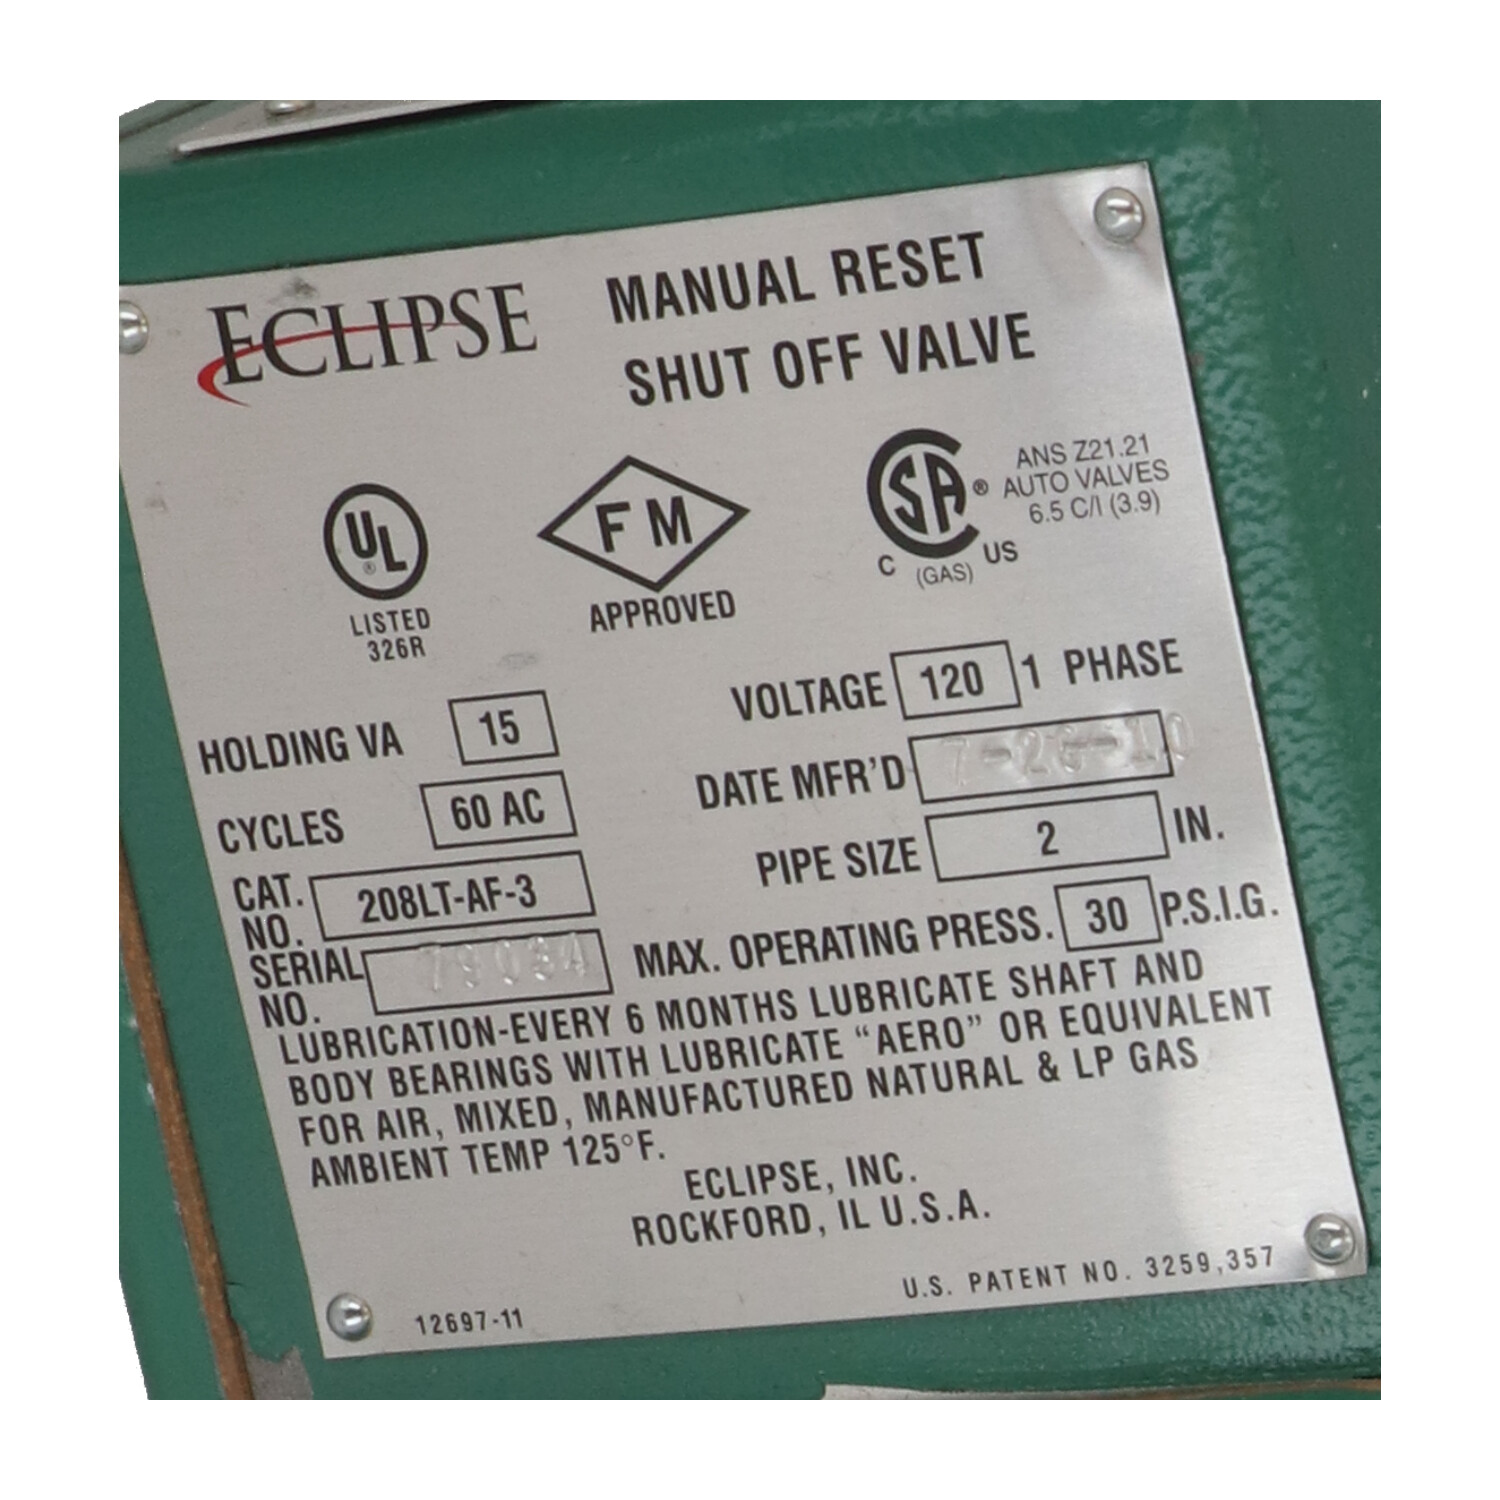 ECLIPSE
MANUAL RESET
SHUT OFF VALVE
UL ®
LISTED
326R
FM
APPROVED
SA ®
C US
(GAS)
ANS Z21.21
AUTO VALVES
6.5 C/I (3.9)
HOLDING VA 15
VOLTAGE 120 1 PHASE
CYCLES 60 AC
DATE MFR'D
CAT. NO. 208LT-AF-3
PIPE SIZE 2 IN.
SERIAL NO.
MAX. OPERATING PRESS. 30 P.S.I.G.
LUBRICATION-EVERY 6 MONTHS LUBRICATE SHAFT AND
BODY BEARINGS WITH LUBRICATE “AERO” OR EQUIVALENT
FOR AIR, MIXED, MANUFACTURED NATURAL & LP GAS
AMBIENT TEMP 125°F.
ECLIPSE, INC.
ROCKFORD, IL U.S.A.
12697-11
U.S. PATENT NO. 3259,357